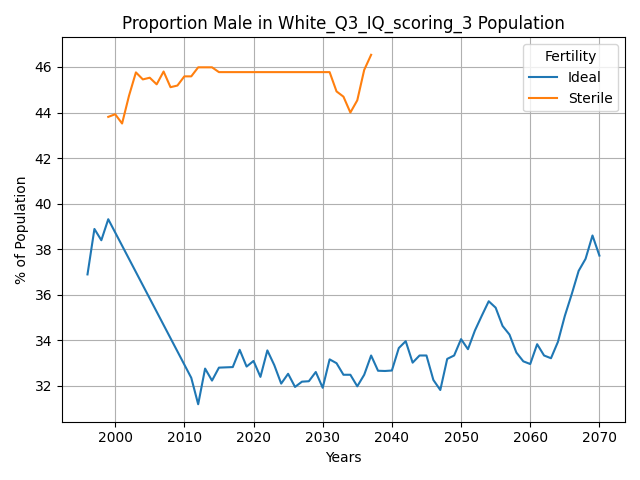 Proportion Male in White_Q3_IQ_scoring_3 Population
Fertility
Ideal
Sterile
% of Population
46
44
42
40
38
36
34
32
2000 2010 2020 2030 2040 2050 2060 2070
Years